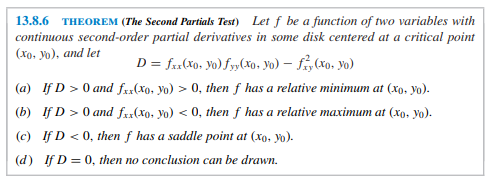 13.8.6 THEOREM (The Second Partials Test) Let f be a function of two variables with
continuous second-order partial derivatives in some disk centered at a critical point
(x₀, y₀), and let
D = fₓₓ(x₀, y₀) f_yy(x₀, y₀) − f²_xy(x₀, y₀)
(a) If D > 0 and fₓₓ(x₀, y₀) > 0, then f has a relative minimum at (x₀, y₀).
(b) If D > 0 and fₓₓ(x₀, y₀) < 0, then f has a relative maximum at (x₀, y₀).
(c) If D < 0, then f has a saddle point at (x₀, y₀).
(d) If D = 0, then no conclusion can be drawn.